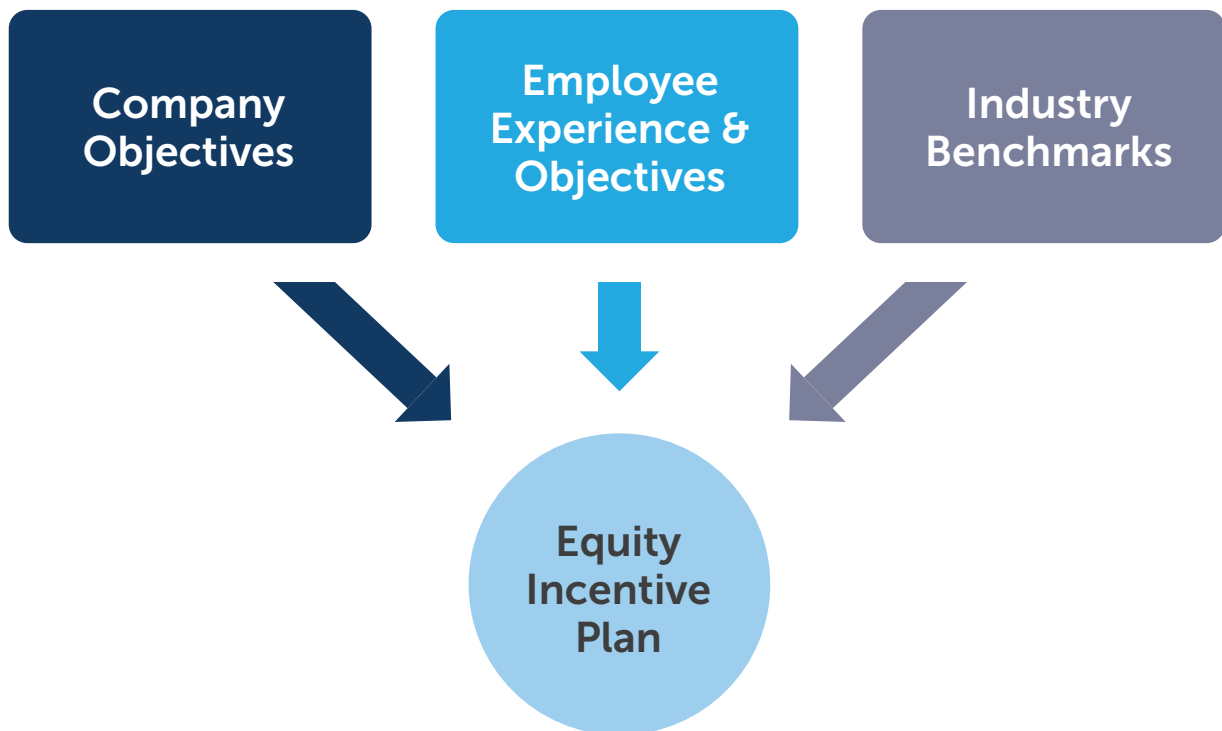 Company
Objectives
Employee
Experience &
Objectives
Industry
Benchmarks
Equity
Incentive
Plan